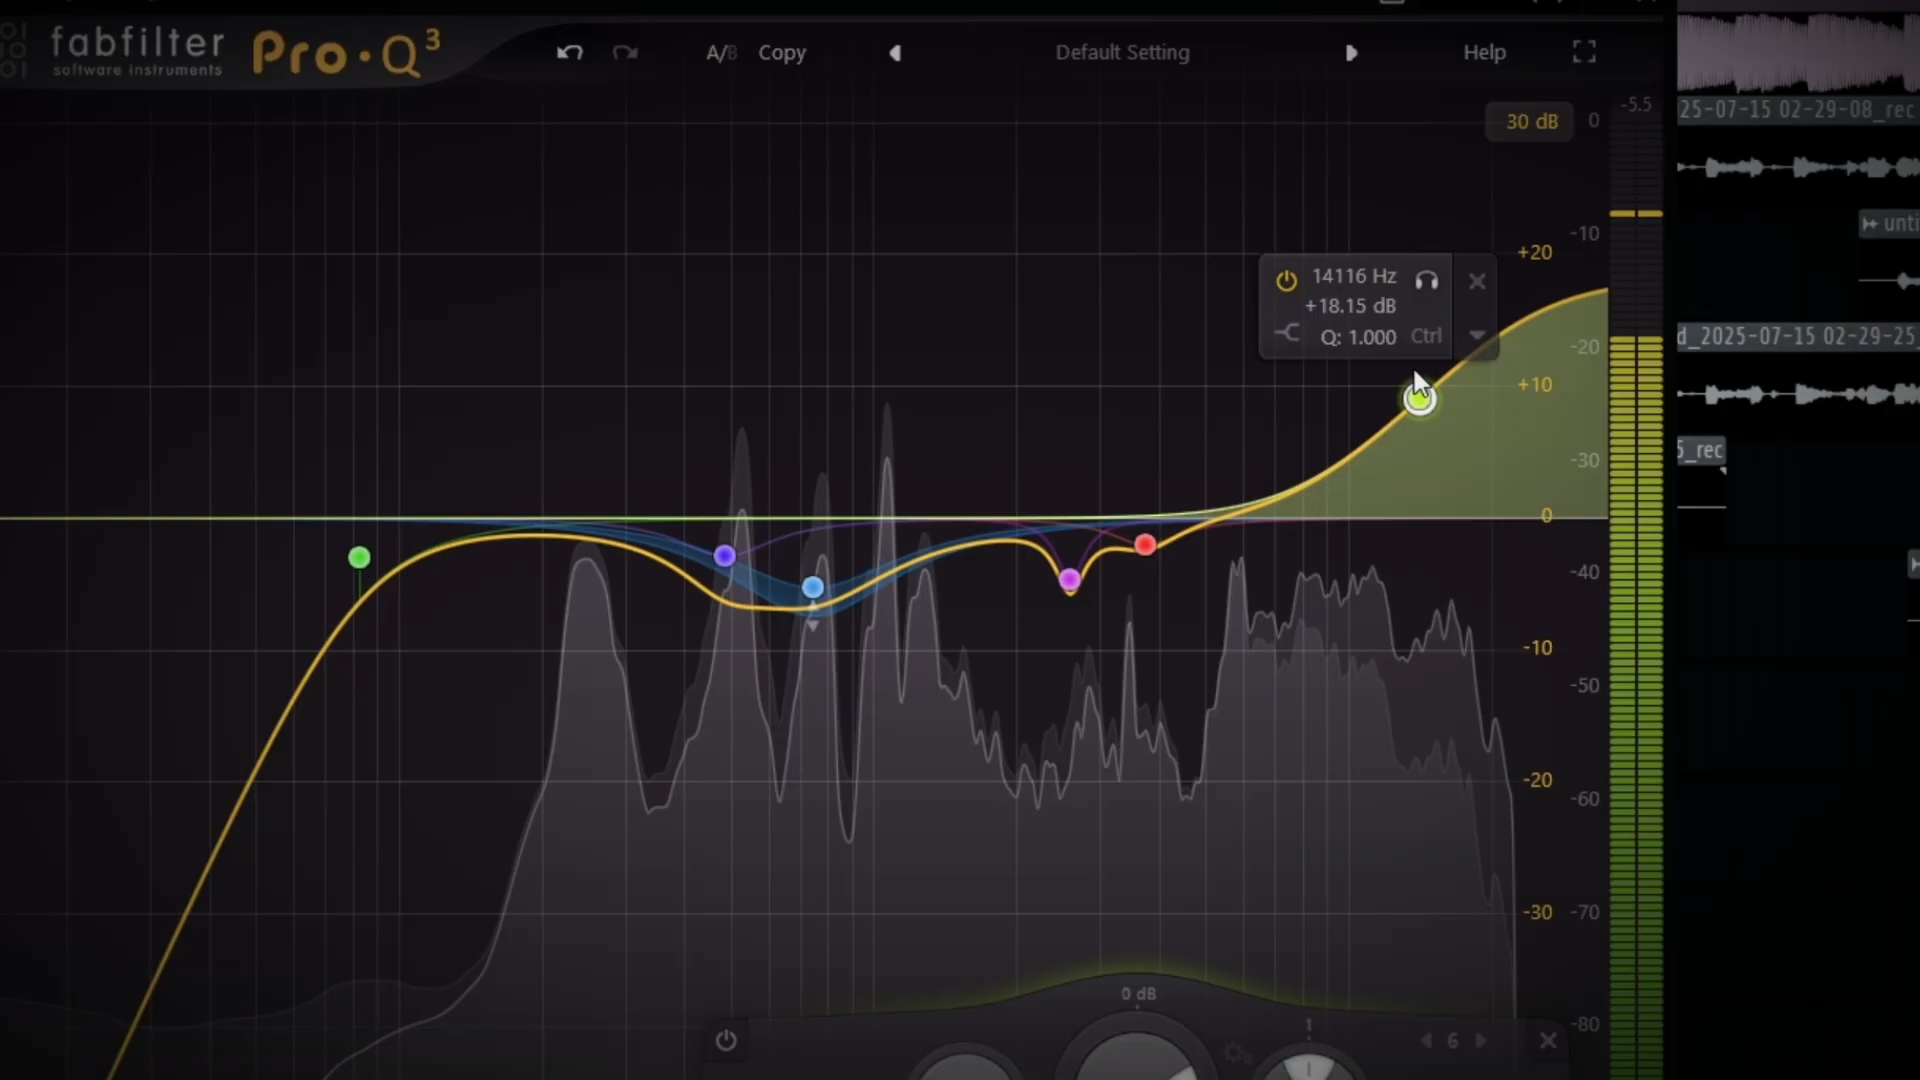 fabfilter
software instruments
Pro·Q3
A/B
Copy
Default Setting
Help
30 dB
0
-5.5
25-07-15 02-29-08_rec
-10
unti
+20
14116 Hz
+18.15 dB
Q: 1.000
Ctrl
d_2025-07-15 02-29-25_
-20
+10
-30
5_rec
0
-40
-10
-50
-20
-60
-30
-70
0 dB
-80
1
6